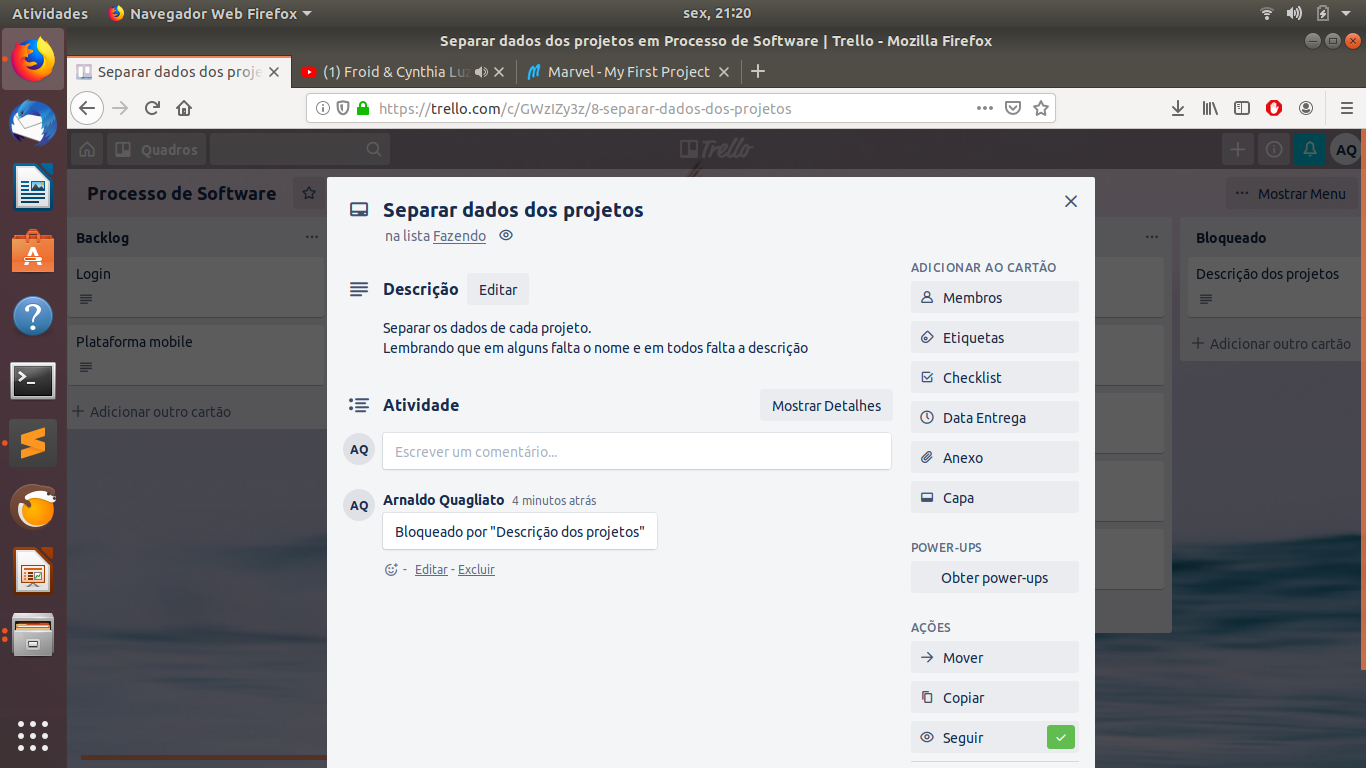 Atividades Navegador Web Firefox sex, 21:20
Separar dados dos projetos em Processo de Software | Trello - Mozilla Firefox
Separar dados dos proje (1) Froid & Cynthia Luz Marvel - My First Project
https://trello.com/c/GWzIZy3z/8-separar-dados-dos-projetos
Quadros Trello AQ
Processo de Software Mostrar Menu
Backlog
Login
Plataforma mobile
Adicionar outro cartão
Separar dados dos projetos
na lista Fazendo
Descrição Editar
Separar os dados de cada projeto.
Lembrando que em alguns falta o nome e em todos falta a descrição
Atividade Mostrar Detalhes
AQ Escrever um comentário...
AQ Arnaldo Quagliato 4 minutos atrás
Bloqueado por "Descrição dos projetos"
- Editar - Excluir
ADICIONAR AO CARTÃO
Membros
Etiquetas
Checklist
Data Entrega
Anexo
Capa
POWER-UPS
Obter power-ups
AÇÕES
Mover
Copiar
Seguir
Bloqueado
Descrição dos projetos
Adicionar outro cartão